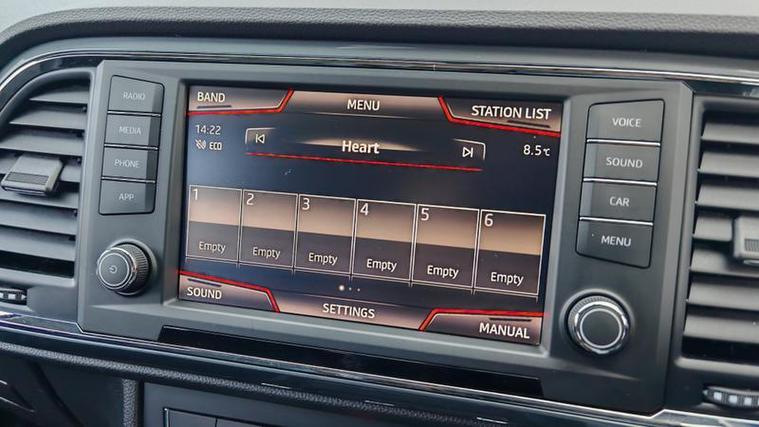 RADIO
MEDIA
PHONE
APP
BAND
MENU
STATION LIST
14:22
ECO
Heart
8.5°C
1 2 3 4 5 6
Empty Empty Empty Empty Empty Empty
SOUND
SETTINGS
MANUAL
VOICE
SOUND
CAR
MENU